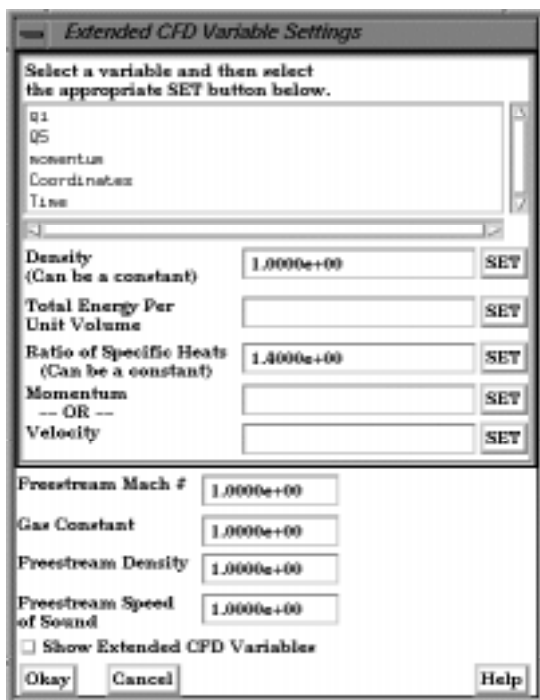 Extended CFD Variable Settings
Select a variable and then select
the appropriate SET button below.
Q1
Q5
momentum
Coordinates
Time
Density
(Can be a constant)
1.0000e+00
SET
Total Energy Per
Unit Volume
SET
Ratio of Specific Heats
(Can be a constant)
1.4000e+00
SET
Momentum
-- OR --
SET
Velocity
SET
Freestream Mach #
1.0000e+00
Gas Constant
1.0000e+00
Freestream Density
1.0000e+00
Freestream Speed
of Sound
1.0000e+00
Show Extended CFD Variables
Okay
Cancel
Help